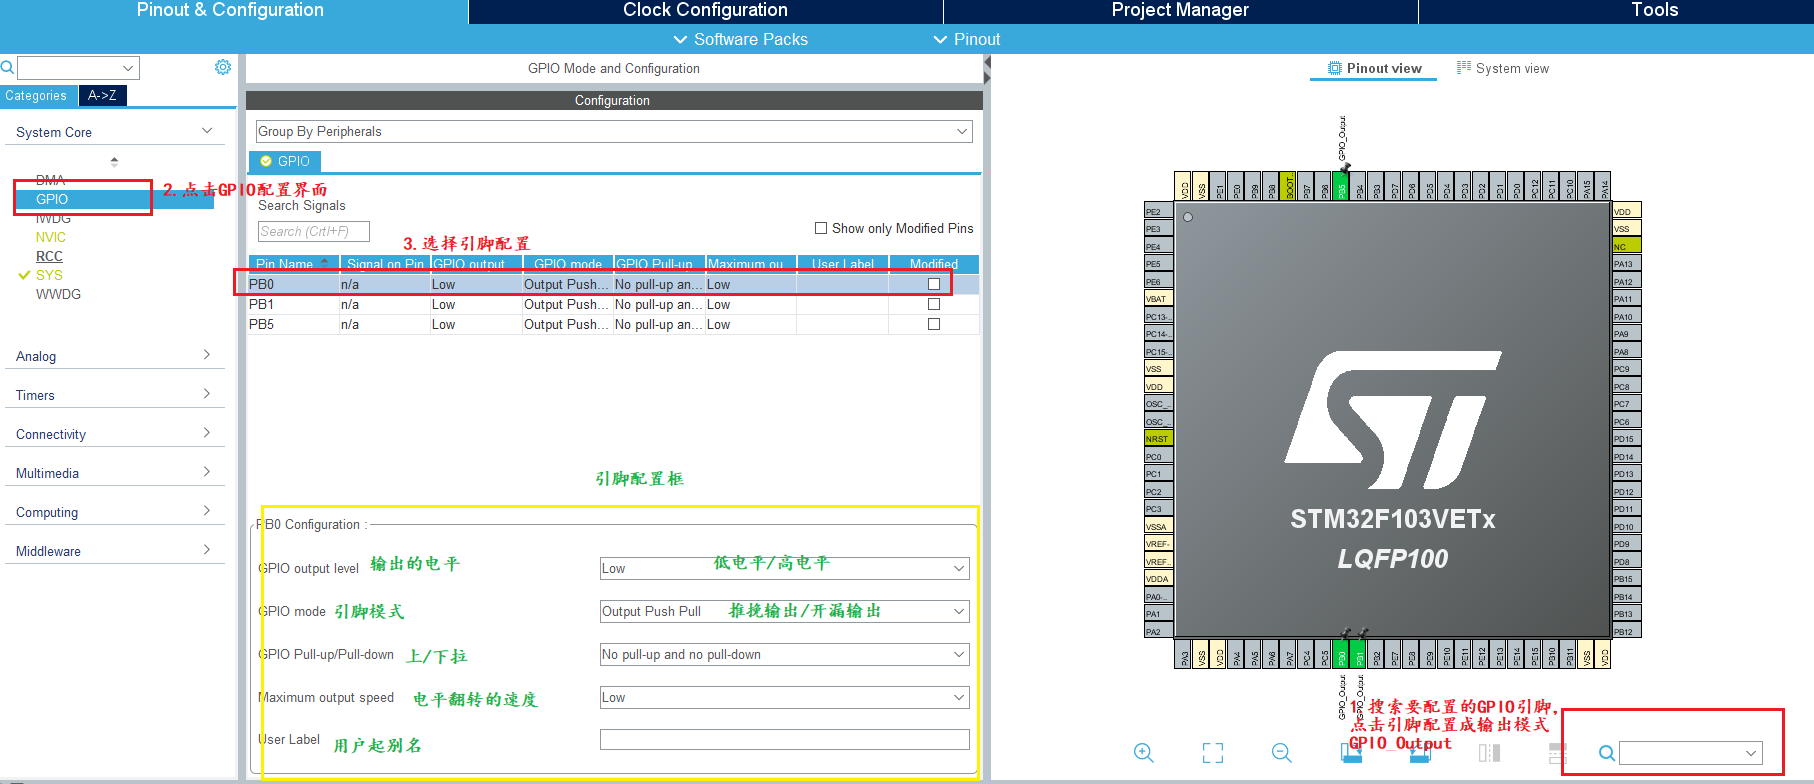 Pinout & Configuration
Clock Configuration
Project Manager
Tools
Software Packs
Pinout
Categories
A->Z
System Core
DMA
GPIO
IWDG
NVIC
RCC
SYS
WWDG
Analog
Timers
Connectivity
Multimedia
Computing
Middleware
2.点击GPIO配置界面
GPIO Mode and Configuration
Configuration
Group By Peripherals
GPIO
Search Signals
Search (Crtl+F)
Show only Modified Pins
3.选择引脚配置
Pin Name Signal on Pin GPIO output GPIO mode GPIO Pull-up Maximum ou User Label Modified
PB0 n/a Low Output Push... No pull-up an... Low
PB1 n/a Low Output Push... No pull-up an... Low
PB5 n/a Low Output Push... No pull-up an... Low
引脚配置框
PB0 Configuration :
GPIO output level 输出的电平 Low 低电平/高电平
GPIO mode 引脚模式 Output Push Pull 推挽输出/开漏输出
GPIO Pull-up/Pull-down 上/下拉 No pull-up and no pull-down
Maximum output speed 电平翻转的速度 Low
User Label 用户起别名
Pinout view
System view
GPIO_Output
VDD
VSS
PE1
PE0
PB9
PB8
BOOT..
PB7
PB6
PB5
PB4
PB3
PD7
PD6
PD5
PD4
PD3
PD2
PD1
PD0
PC12
PC11
PC10
PA15
PA14
PE2
PE3
PE4
PE5
PE6
VBAT
PC13-..
PC14-..
PC15-..
VSS
VDD
OSC_..
OSC_..
NRST
PC0
PC1
PC2
PC3
VSSA
VREF-
VREF..
VDDA
PA0-..
PA1
PA2
STM32F103VETx
LQFP100
VDD
VSS
NC
PA13
PA12
PA11
PA10
PA9
PA8
PC9
PC8
PC7
PC6
PD15
PD14
PD13
PD12
PD11
PD10
PD9
PD8
PB15
PB14
PB13
PB12
PA3
VSS
VDD
PA4
PA5
PA6
PA7
PC4
PC5
PB0
PB1
PB2
PE7
PE8
PE9
PE10
PE11
PE12
PE13
PE14
PE15
PB10
PB11
VSS
VDD
GPIO_Output
GPIO_Output
1.搜索要配置的GPIO引脚,
点击引脚配置成输出模式
GPIO_Output